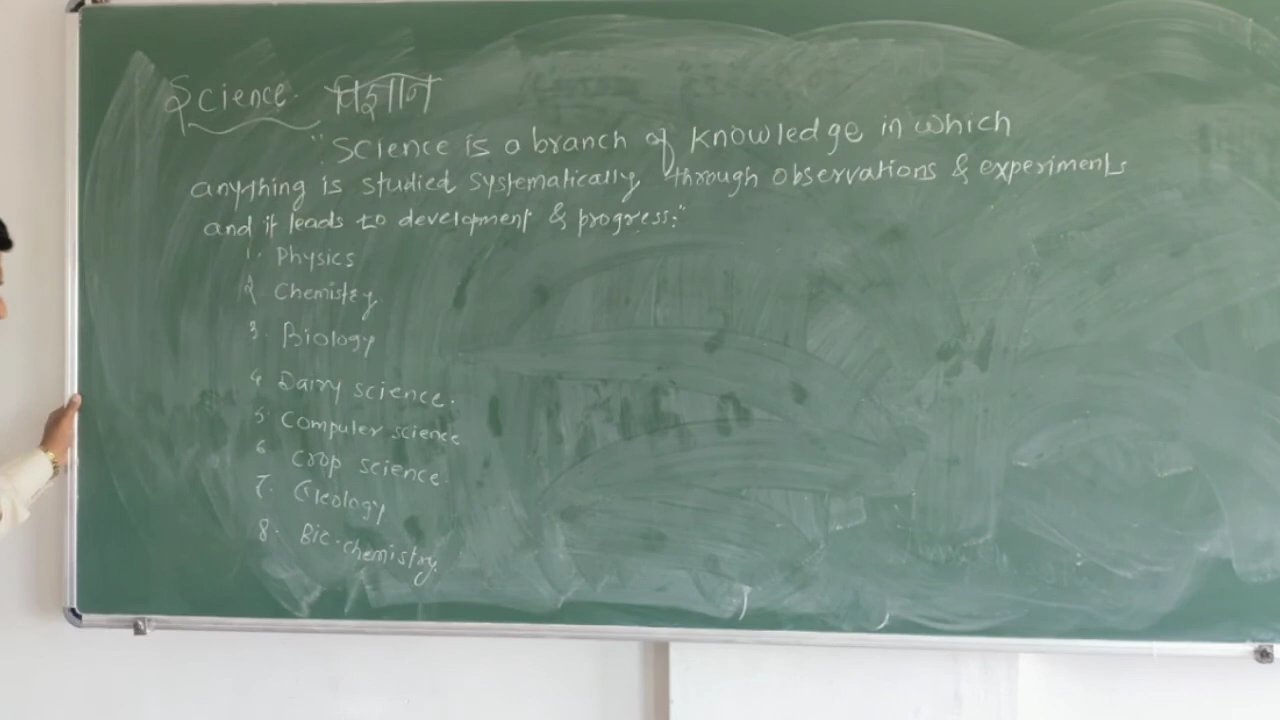 Science. विज्ञान
"Science is a branch of knowledge in which
anything is studied systematically through observations & experiments
and it leads to development & progress."
1. Physics
2. Chemistry.
3. Biology
4 Dairy science.
5. Computer science
6 Crop science.
7. Geology
8. Bio-chemistry.